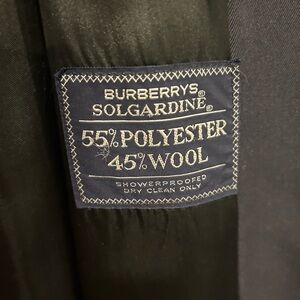 BURBERRYS®
SOLGARDINE®
55% POLYESTER
45% WOOL
SHOWERPROOFED
DRY CLEAN ONLY